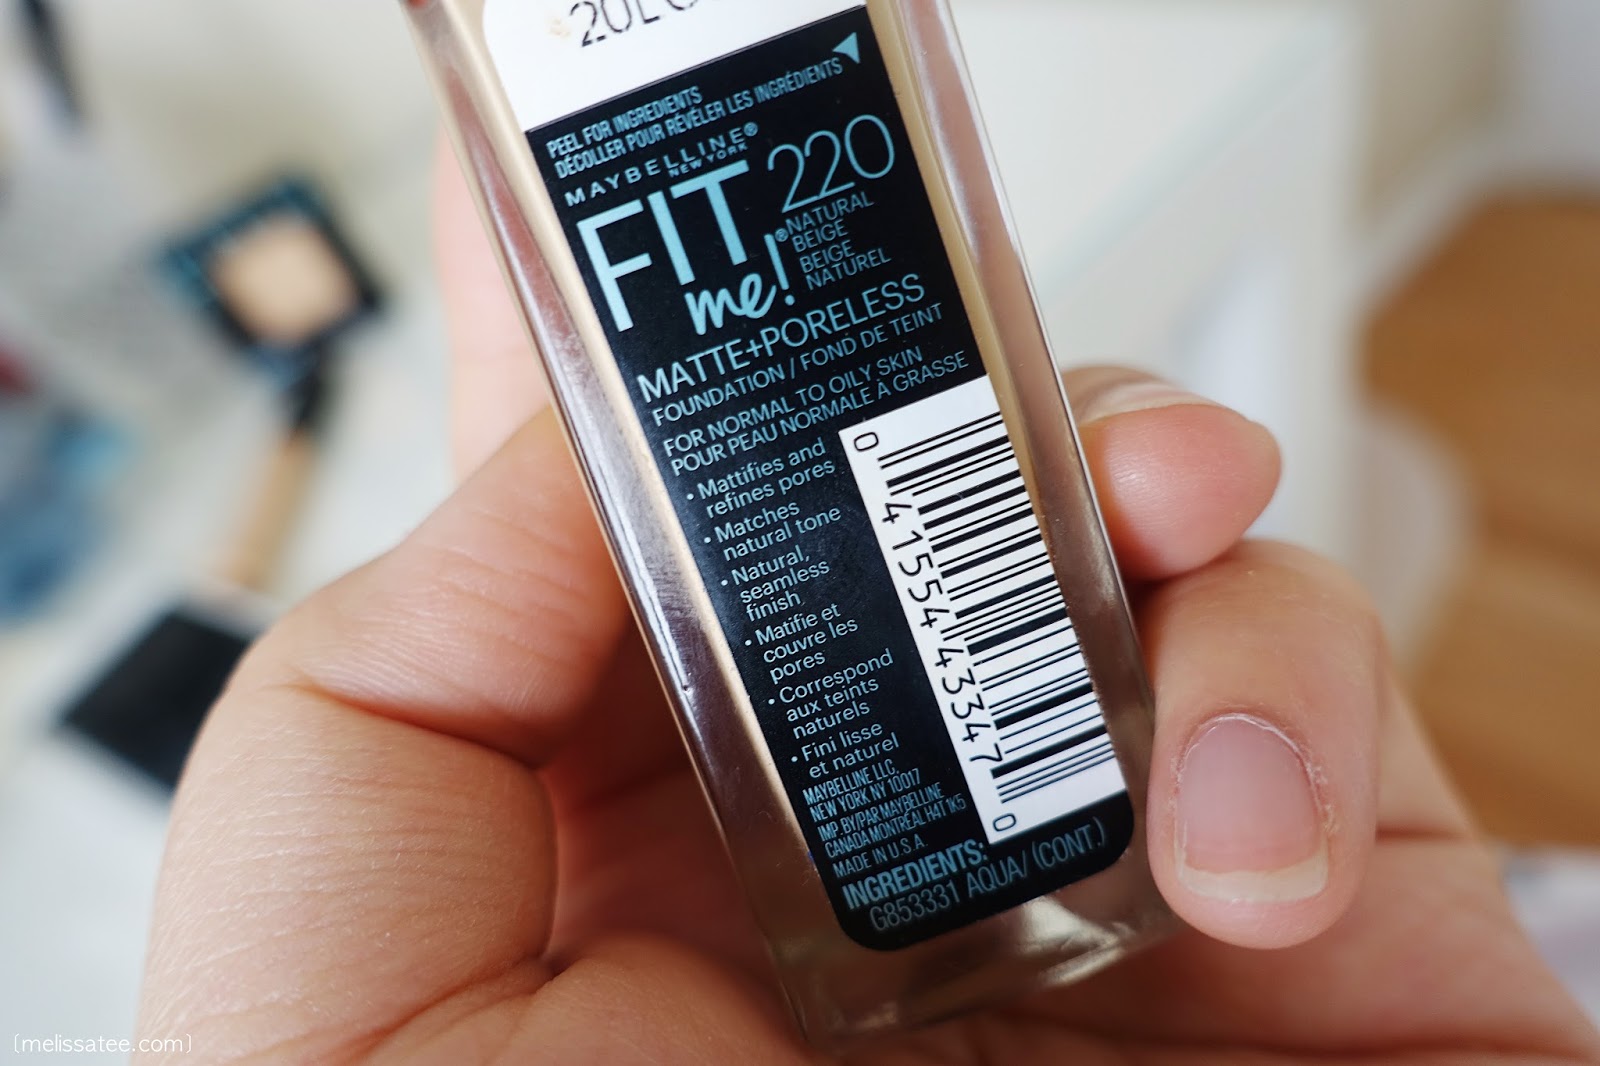 PEEL FOR INGREDIENTS
DÉCOLLER POUR RÉVÉLER LES INGRÉDIENTS
MAYBELLINE®
NEW YORK
FIT
me!®
220
NATURAL
BEIGE
BEIGE
NATUREL
MATTE+PORELESS
FOUNDATION / FOND DE TEINT
FOR NORMAL TO OILY SKIN
POUR PEAU NORMALE À GRASSE
• Mattifies and
refines pores
• Matches
natural tone
• Natural,
seamless
finish
• Matifie et
couvre les
pores
• Correspond
aux teints
naturels
• Fini lisse
et naturel
MAYBELLINE LLC,
NEW YORK NY 10017
IMP. BY/PAR MAYBELLINE
CANADA MONTRÉAL H4T 1K5
MADE IN U.S.A.
0 41554 43347 0
INGREDIENTS:
G853331 AQUA/ (CONT.)
{melissatee.com}